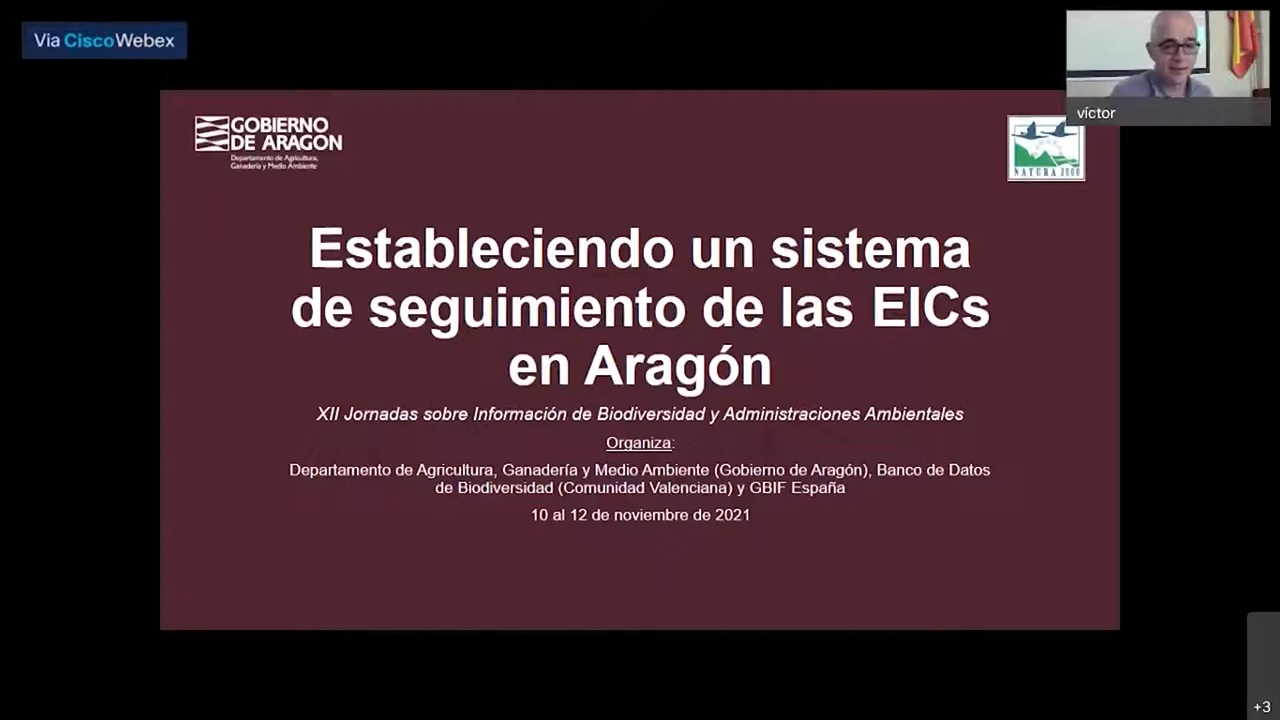 Vía CiscoWebex
víctor
GOBIERNO
DE ARAGON
Departamento de Agricultura,
Ganadería y Medio Ambiente
NATURA 2000
Estableciendo un sistema
de seguimiento de las EICs
en Aragón
XII Jornadas sobre Información de Biodiversidad y Administraciones Ambientales
Organiza:
Departamento de Agricultura, Ganadería y Medio Ambiente (Gobierno de Aragón), Banco de Datos
de Biodiversidad (Comunidad Valenciana) y GBIF España
10 al 12 de noviembre de 2021
+3